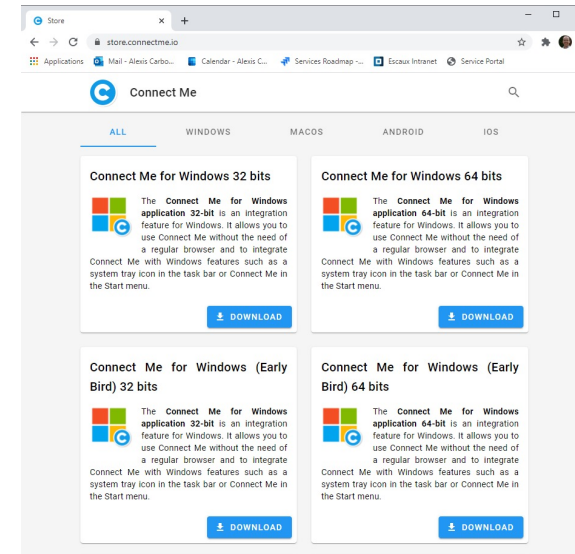 Store
store.connectme.io
Applications Mail - Alexis Carbo... Calendar - Alexis C... Services Roadmap -... Escaux Intranet Service Portal
Connect Me
ALL WINDOWS MACOS ANDROID IOS
Connect Me for Windows 32 bits
The Connect Me for Windows
application 32-bit is an integration
feature for Windows. It allows you to
use Connect Me without the need of
a regular browser and to integrate
Connect Me with Windows features such as a
system tray icon in the task bar or Connect Me in
the Start menu.
DOWNLOAD
Connect Me for Windows 64 bits
The Connect Me for Windows
application 64-bit is an integration
feature for Windows. It allows you to
use Connect Me without the need of
a regular browser and to integrate
Connect Me with Windows features such as a
system tray icon in the task bar or Connect Me in
the Start menu.
DOWNLOAD
Connect Me for Windows (Early
Bird) 32 bits
The Connect Me for Windows
application 32-bit is an integration
feature for Windows. It allows you to
use Connect Me without the need of
a regular browser and to integrate
Connect Me with Windows features such as a
system tray icon in the task bar or Connect Me in
the Start menu.
DOWNLOAD
Connect Me for Windows (Early
Bird) 64 bits
The Connect Me for Windows
application 64-bit is an integration
feature for Windows. It allows you to
use Connect Me without the need of
a regular browser and to integrate
Connect Me with Windows features such as a
system tray icon in the task bar or Connect Me in
the Start menu.
DOWNLOAD